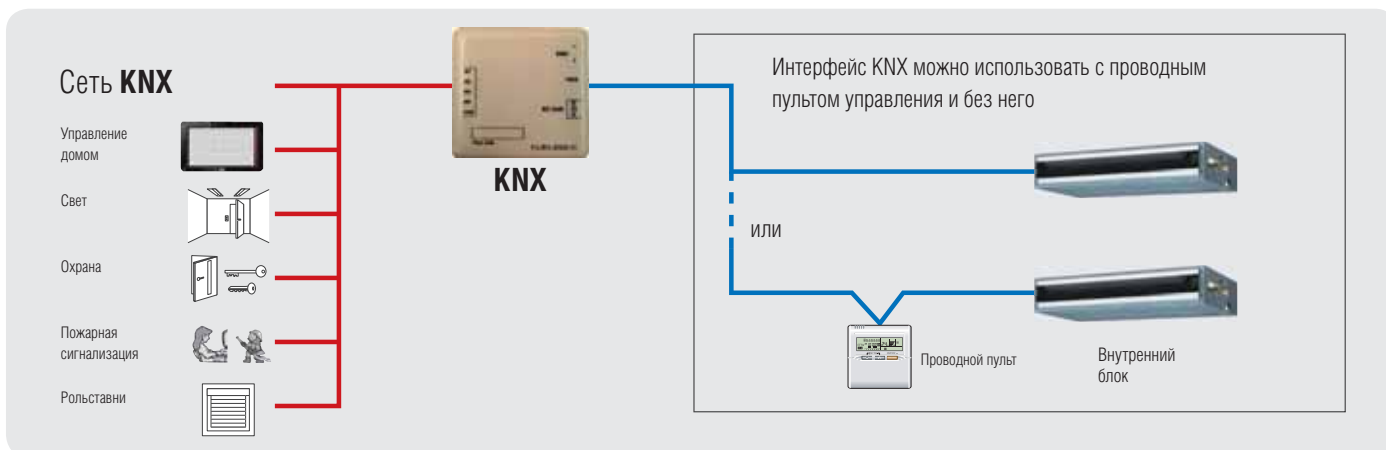 Сеть KNX
Управление
домом
Свет
Охрана
Пожарная
сигнализация
Рольставни
KNX
Интерфейс KNX можно использовать с проводным
пультом управления и без него
или
Проводной пульт
Внутренний
блок